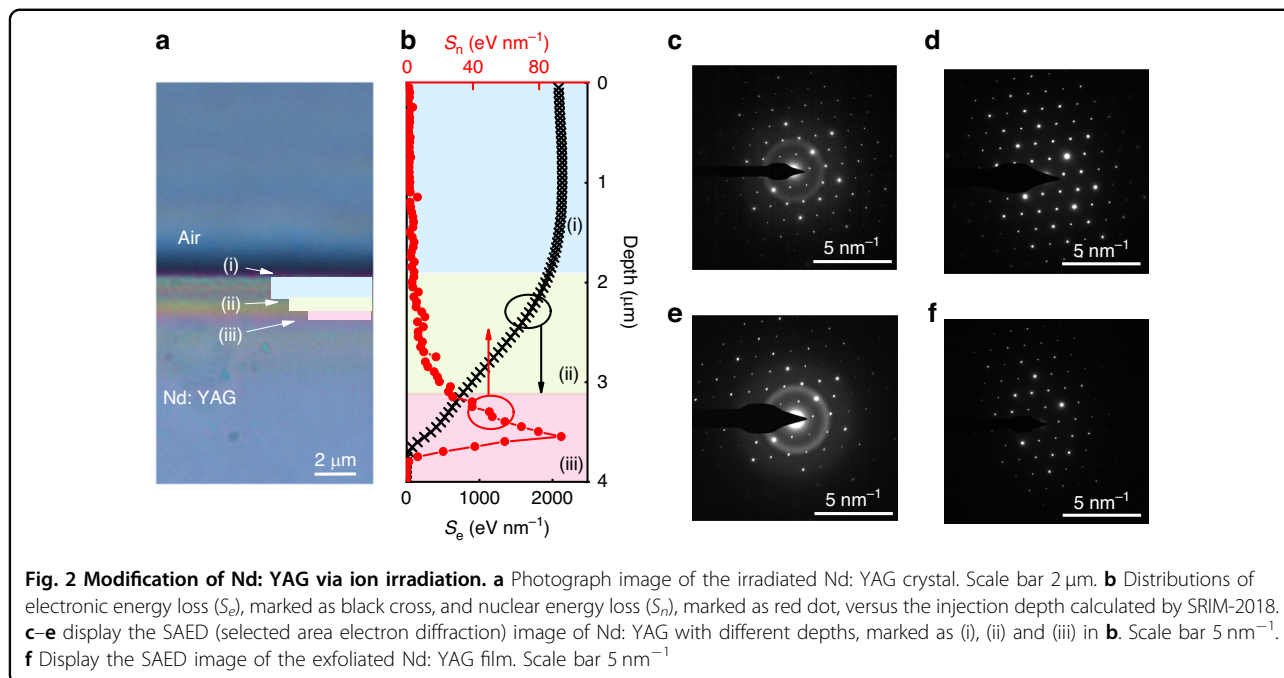 a
Air
(i)
(ii)
(iii)
Nd: YAG
2 μm
b
Sn (eV nm⁻¹)
0 40 80
0
1
2
3
4
Depth (μm)
(i)
(ii)
(iii)
0 1000 2000
Se (eV nm⁻¹)
c
5 nm⁻¹
d
5 nm⁻¹
e
5 nm⁻¹
f
5 nm⁻¹
Fig. 2 Modification of Nd: YAG via ion irradiation. a Photograph image of the irradiated Nd: YAG crystal. Scale bar 2 μm. b Distributions of
electronic energy loss (Se), marked as black cross, and nuclear energy loss (Sn), marked as red dot, versus the injection depth calculated by SRIM-2018.
c–e display the SAED (selected area electron diffraction) image of Nd: YAG with different depths, marked as (i), (ii) and (iii) in b. Scale bar 5 nm⁻¹.
f Display the SAED image of the exfoliated Nd: YAG film. Scale bar 5 nm⁻¹